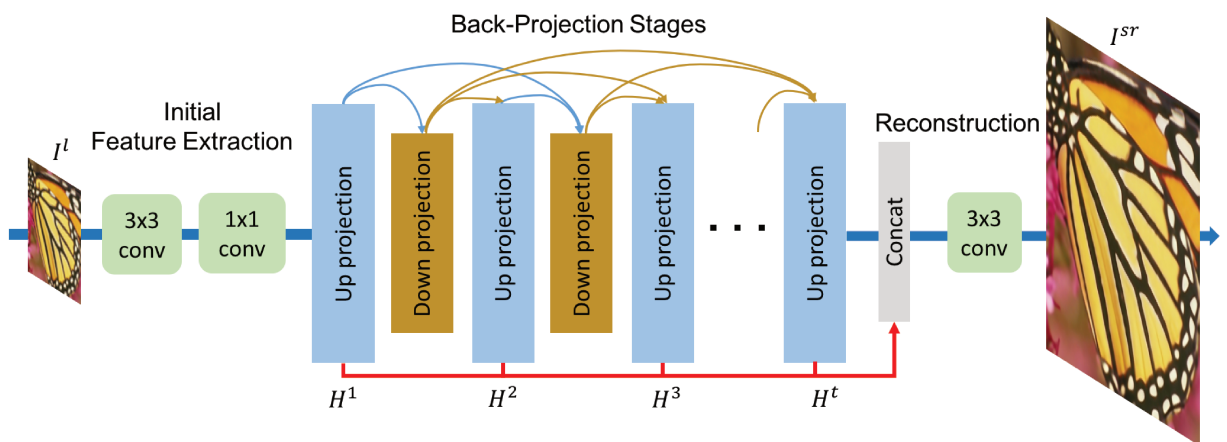 Back-Projection Stages
Initial
Feature Extraction
Reconstruction
I^l
I^{sr}
3x3
conv
1x1
conv
Up projection
Down projection
Up projection
Down projection
Up projection
. . .
Up projection
Concat
3x3
conv
H^1
H^2
H^3
H^t